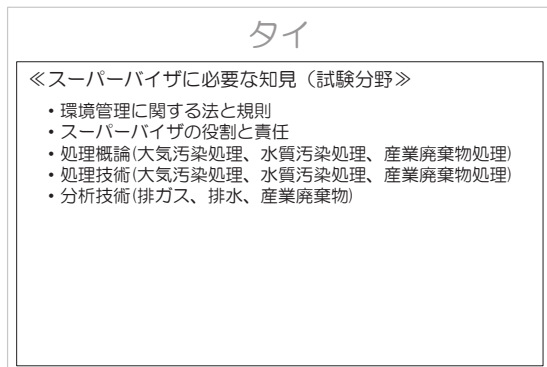 タイ
≪スーパーバイザに必要な知見（試験分野≫
・環境管理に関する法と規則
・スーパーバイザの役割と責任
・処理概論(大気汚染処理、水質汚染処理、産業廃棄物処理)
・処理技術(大気汚染処理、水質汚染処理、産業廃棄物処理)
・分析技術(排ガス、排水、産業廃棄物)